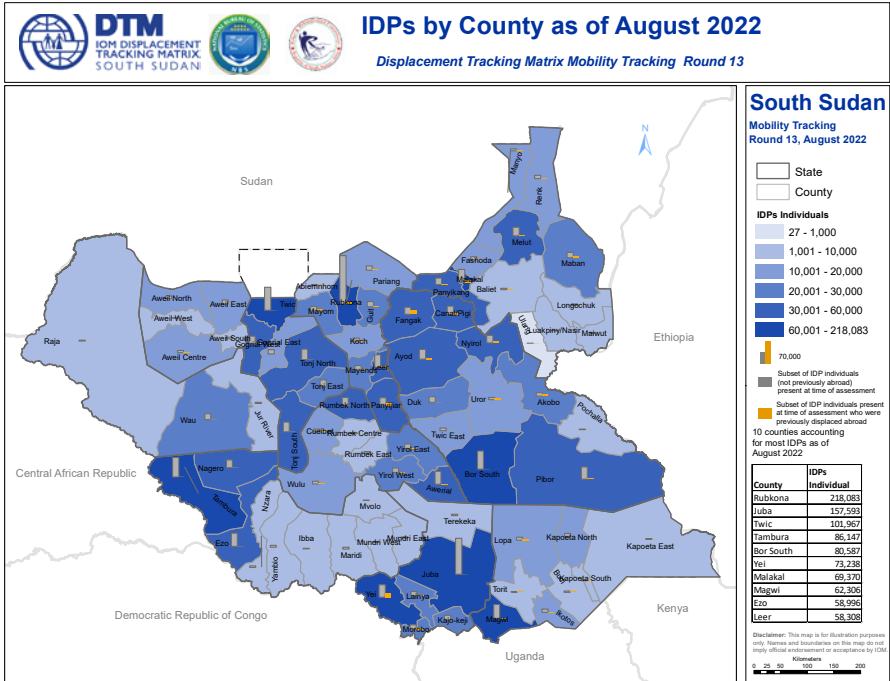 DTM
IOM DISPLACEMENT
TRACKING MATRIX
SOUTH SUDAN
NATIONAL BUREAU OF STATISTICS
NBS
IDPs by County as of August 2022
Displacement Tracking Matrix Mobility Tracking Round 13
Sudan
Central African Republic
Democratic Republic of Congo
Uganda
Kenya
Ethiopia
N
Manyo
Renk
Melut
Maban
Fashoda
Malakal
Baliet
Panyikang
Canal/Pigi
Longochuk
Luakpiny/Nasir
Maiwut
Ulang
Abiemnhom
Pariang
Rubkona
Mayom
Guit
Twic
Aweil North
Aweil East
Aweil West
Aweil South
Aweil Centre
Gogrial West
Gogrial East
Raja
Koch
Mayendit
Leer
Fangak
Ayod
Nyirol
Tonj North
Tonj East
Tonj South
Wau
Jur River
Rumbek North
Panyijiar
Duk
Uror
Akobo
Pochalla
Twic East
Cueibet
Rumbek Centre
Rumbek East
Wulu
Yirol East
Yirol West
Awerial
Bor South
Pibor
Nagero
Tambura
Ezo
Nzara
Yambio
Ibba
Maridi
Mvolo
Mundri West
Mundri East
Terekeka
Juba
Yei
Lainya
Morobo
Kajo-keji
Magwi
Torit
Lopa
Ikotos
Budi
Kapoeta North
Kapoeta South
Kapoeta East
South Sudan
Mobility Tracking
Round 13, August 2022
State
County
IDPs Individuals
27 - 1,000
1,001 - 10,000
10,001 - 20,000
20,001 - 30,000
30,001 - 60,000
60,001 - 218,083
70,000
Subset of IDP individuals
(not previously abroad)
present at time of assessment
Subset of IDP individuals present
at time of assessment who were
previously displaced abroad
10 counties accounting
for most IDPs as of
August 2022
County IDPs Individual
Rubkona 218,083
Juba 157,593
Twic 101,967
Tambura 86,147
Bor South 80,587
Yei 73,238
Malakal 69,370
Magwi 62,306
Ezo 58,996
Leer 58,308
Disclaimer: This map is for illustration purposes
only. Names and boundaries on this map do not
imply official endorsement or acceptance by IOM.
Kilometers
0 25 50 100 150 200